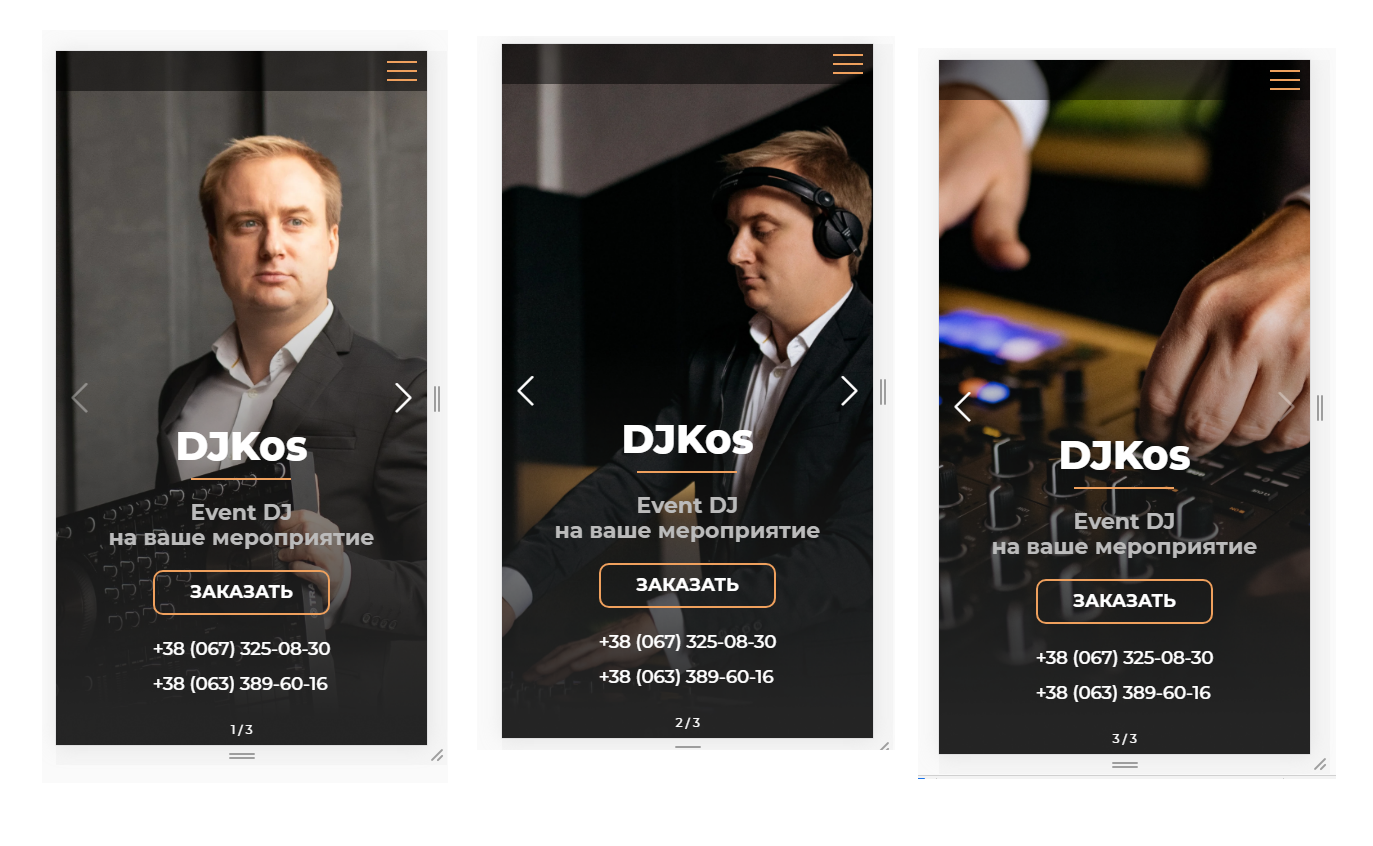 DJKos
Event DJ
на ваше мероприятие
ЗАКАЗАТЬ
+38 (067) 325-08-30
+38 (063) 389-60-16
1/3
DJKos
Event DJ
на ваше мероприятие
ЗАКАЗАТЬ
+38 (067) 325-08-30
+38 (063) 389-60-16
2/3
DJKos
Event DJ
на ваше мероприятие
ЗАКАЗАТЬ
+38 (067) 325-08-30
+38 (063) 389-60-16
3/3